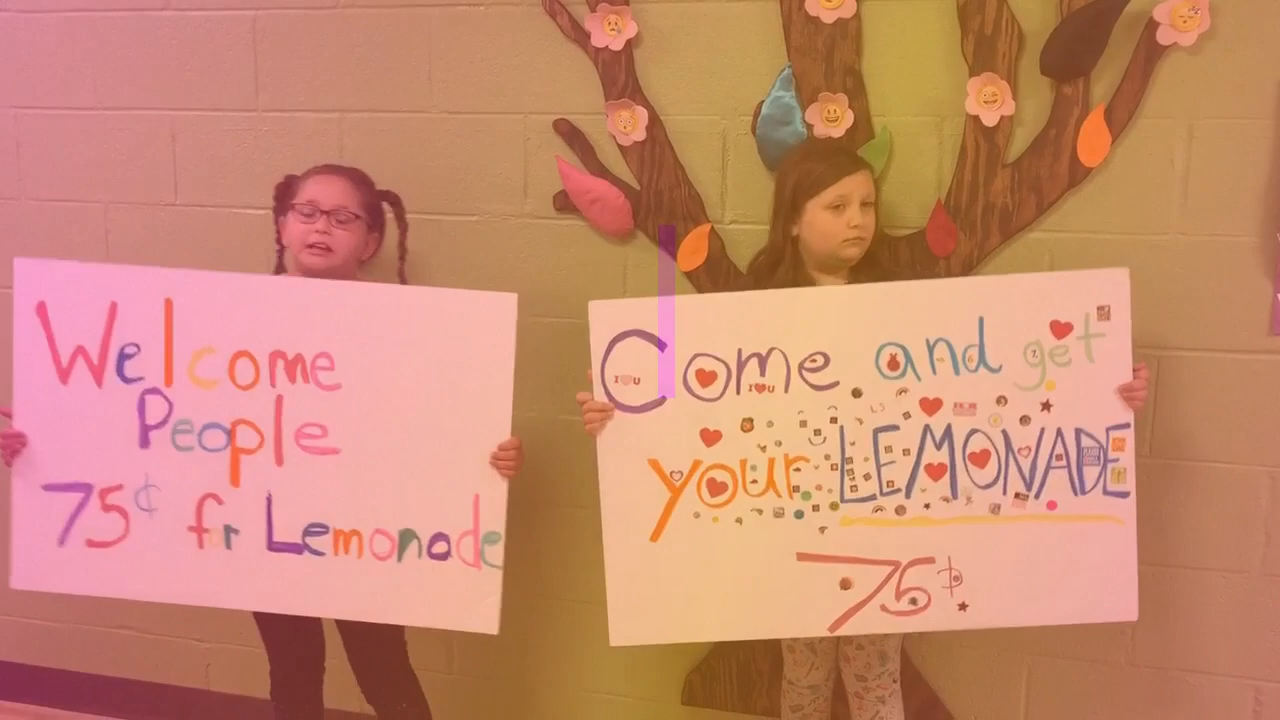 Welcome
People
75¢ for Lemonade
Come and get
your LEMONADE
75¢
I U
I U